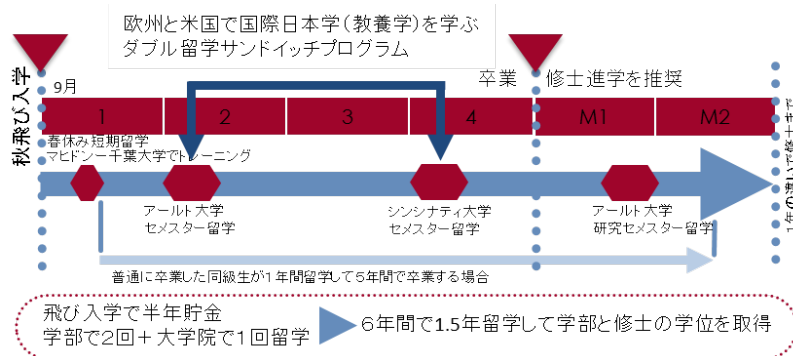 欧州と米国で国際日本学(教養学)を学ぶ
ダブル留学サンドイッチプログラム
秋飛び入学
9月
卒業
修士進学を推奨
1
2
3
4
M1
M2
春休み短期留学
マヒドンー千葉大学でトレーニング
アールト大学
セメスター留学
シンシナティ大学
セメスター留学
アールト大学
研究セメスター留学
普通に卒業した同級生が1年間留学して5年間で卒業する場合
飛び入学で半年貯金
学部で2回+大学院で1回留学
6年間で1.5年留学して学部と修士の学位を取得